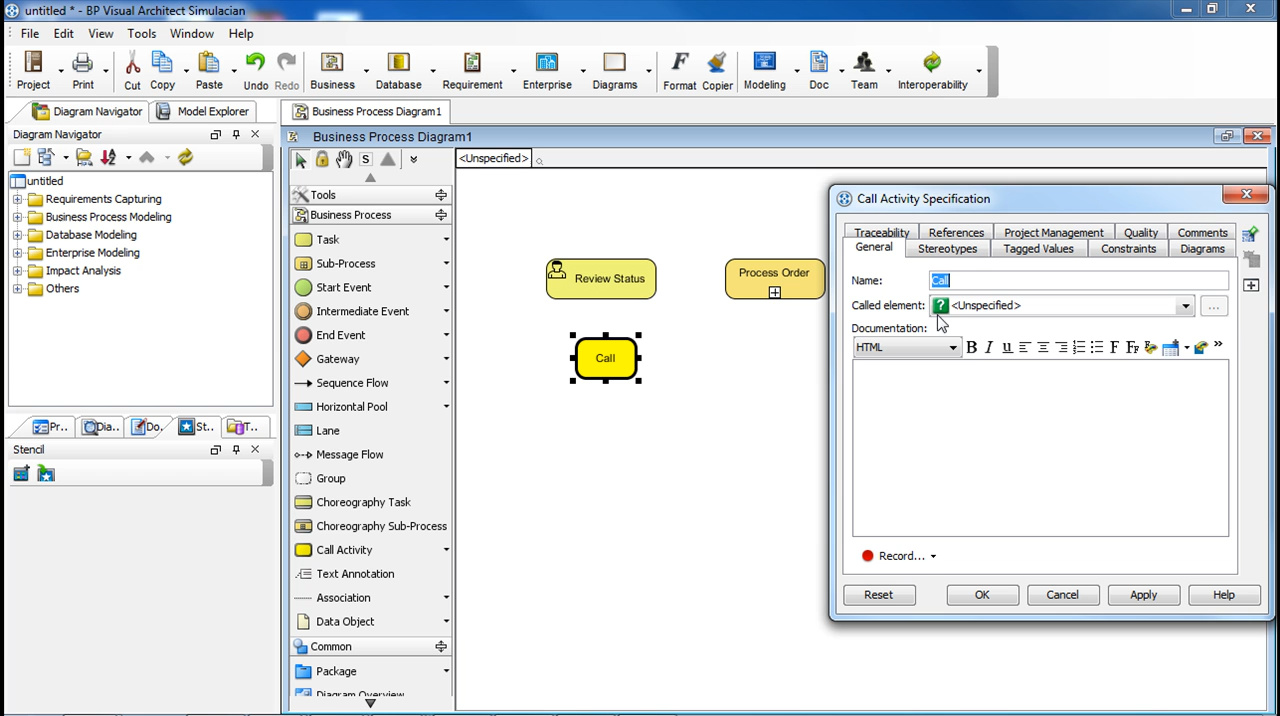 untitled * - BP Visual Architect Simulacian
File Edit View Tools Window Help
Project Print Cut Copy Paste Undo Redo Business Database Requirement Enterprise Diagrams Format Copier Modeling Doc Team Interoperability
Diagram Navigator Model Explorer
Business Process Diagram1
Diagram Navigator
Business Process Diagram1
S
<Unspecified>
untitled
Requirements Capturing
Business Process Modeling
Database Modeling
Enterprise Modeling
Impact Analysis
Others
Pr.. Dia... Do. St.. T..
Stencil
Tools
Business Process
Task
Sub-Process
Start Event
Intermediate Event
End Event
Gateway
Sequence Flow
Horizontal Pool
Lane
Message Flow
Group
Choreography Task
Choreography Sub-Process
Call Activity
Text Annotation
Association
Data Object
Common
Package
Diagram Overview
Review Status
Process Order
Call
Call Activity Specification
Traceability References Project Management Quality Comments
General Stereotypes Tagged Values Constraints Diagrams
Name: Call
Called element: ? <Unspecified> ...
Documentation:
HTML B I U F
Record...
Reset OK Cancel Apply Help